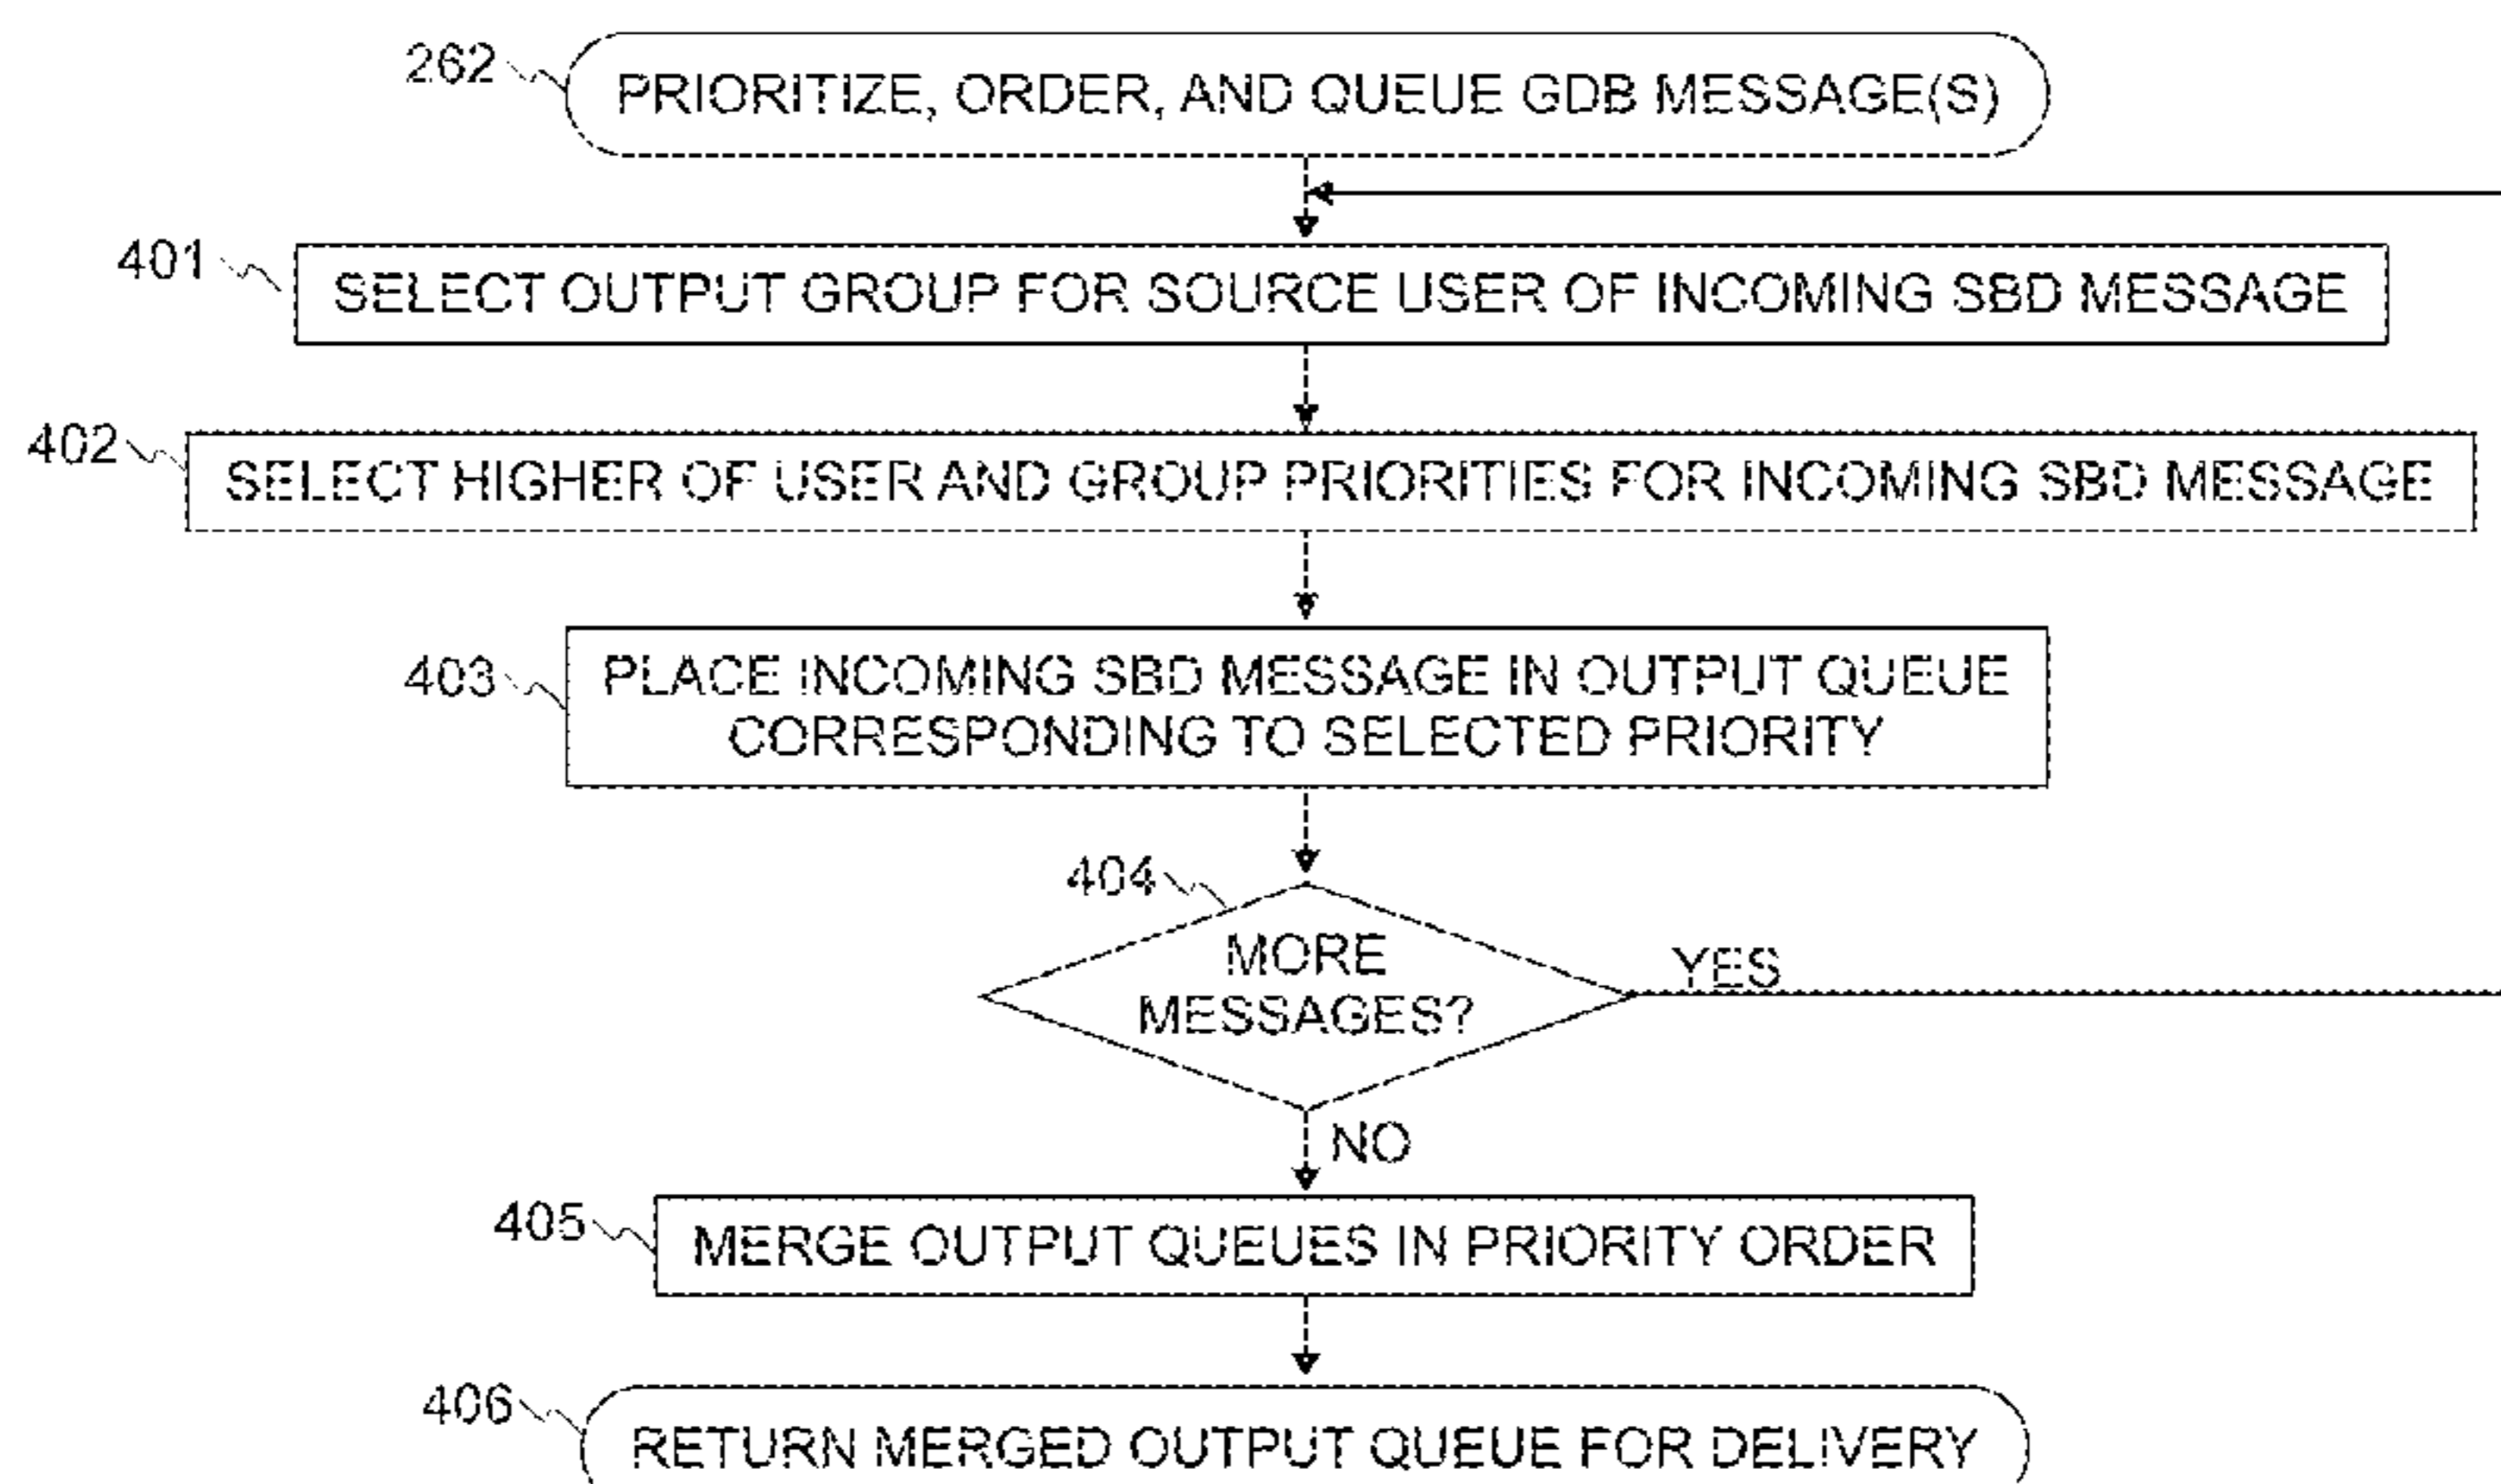 262
PRIORITIZE, ORDER, AND QUEUE GDB MESSAGE(S)
401
SELECT OUTPUT GROUP FOR SOURCE USER OF INCOMING SBD MESSAGE
402
SELECT HIGHER OF USER AND GROUP PRIORITIES FOR INCOMING SBD MESSAGE
403
PLACE INCOMING SBD MESSAGE IN OUTPUT QUEUE
CORRESPONDING TO SELECTED PRIORITY
404
MORE
MESSAGES?
YES
NO
405
MERGE OUTPUT QUEUES IN PRIORITY ORDER
406
RETURN MERGED OUTPUT QUEUE FOR DELIVERY